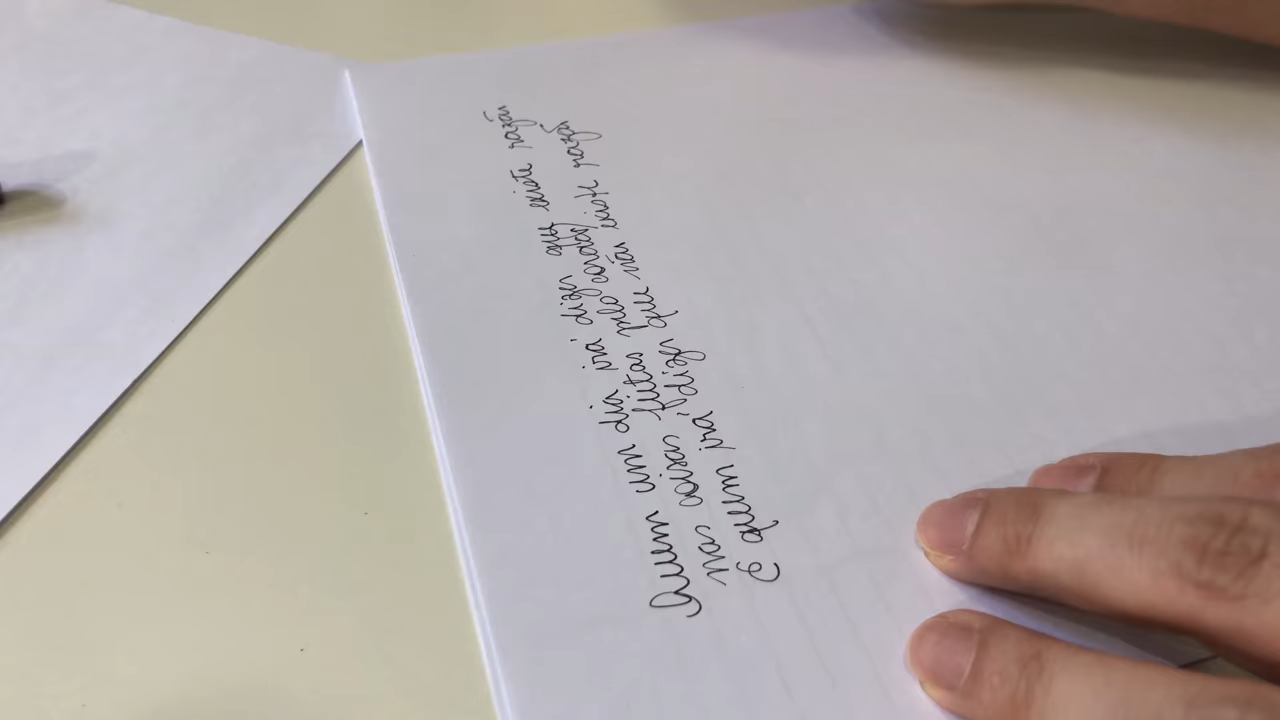 Quem um dia irá dizer que existe razão
nas coisas feitas pelo coração
E quem irá dizer que não existe razão